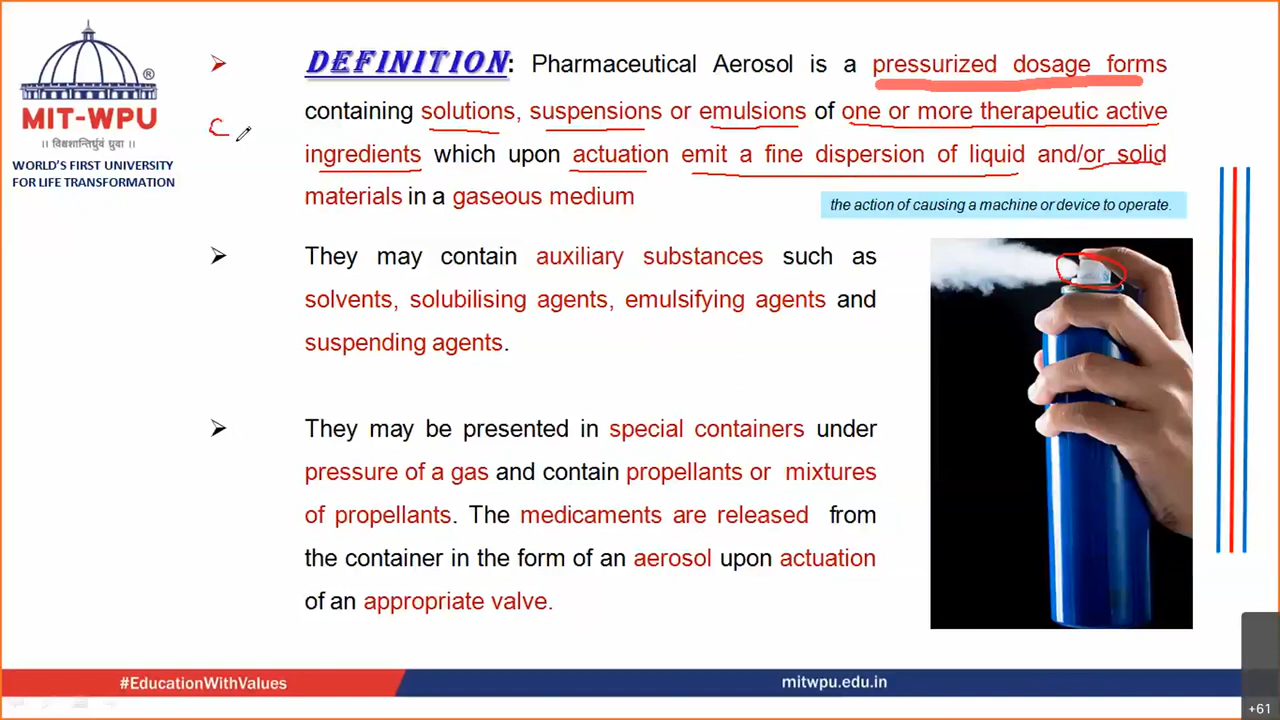 ®
MIT-WPU
|| विश्वशान्तिर्ध्रुवं ध्रुवा ||
WORLD'S FIRST UNIVERSITY
FOR LIFE TRANSFORMATION
➢ DEFINITION: Pharmaceutical Aerosol is a pressurized dosage forms
containing solutions, suspensions or emulsions of one or more therapeutic active
ingredients which upon actuation emit a fine dispersion of liquid and/or solid
materials in a gaseous medium
the action of causing a machine or device to operate.
➢ They may contain auxiliary substances such as
solvents, solubilising agents, emulsifying agents and
suspending agents.
➢ They may be presented in special containers under
pressure of a gas and contain propellants or mixtures
of propellants. The medicaments are released from
the container in the form of an aerosol upon actuation
of an appropriate valve.
#EducationWithValues
mitwpu.edu.in
+61